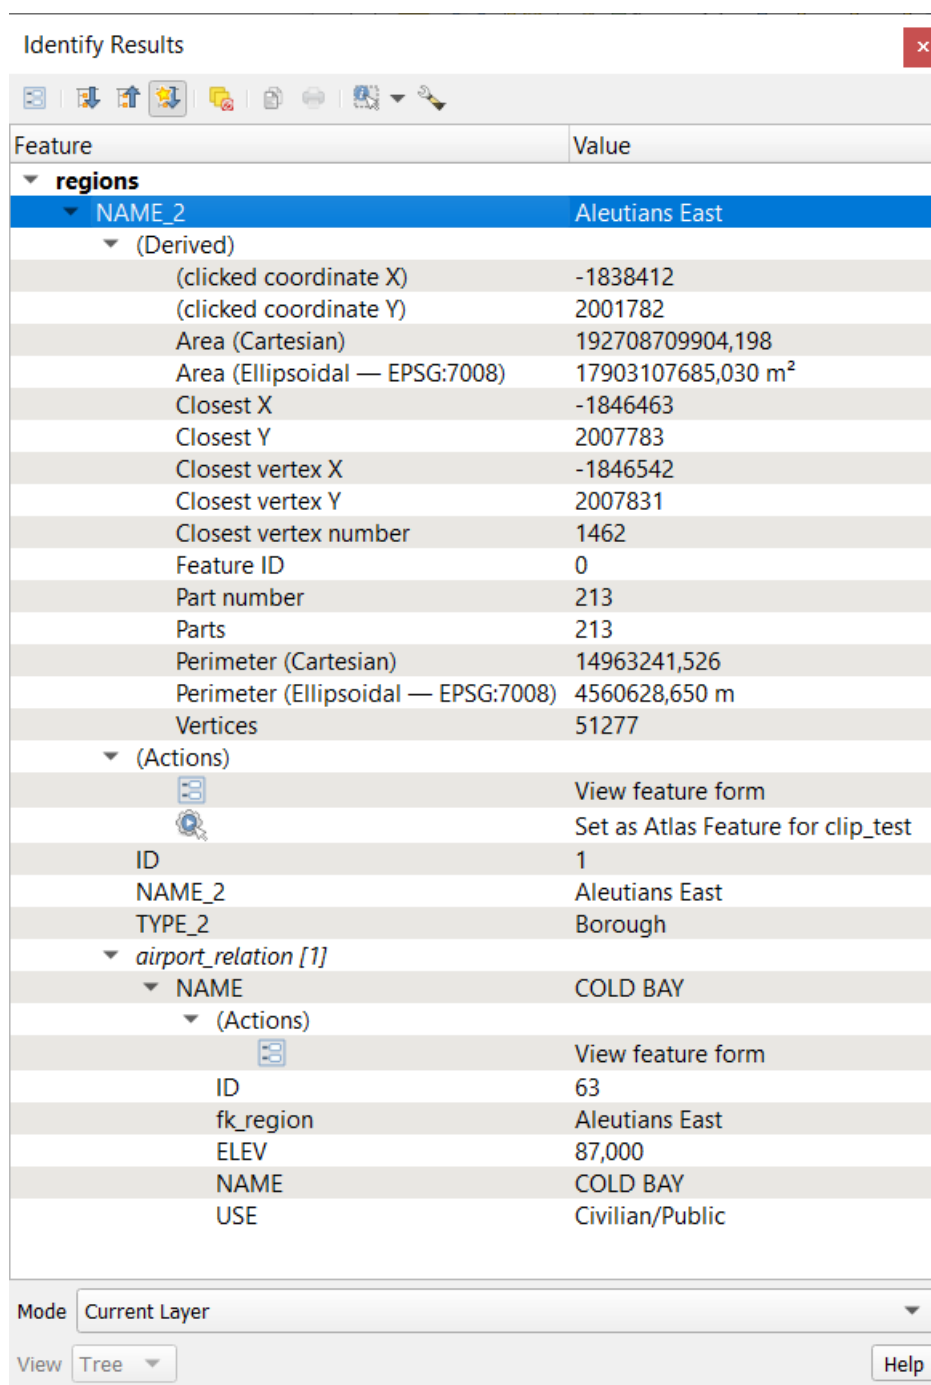 Identify Results
Feature Value
regions
NAME_2 Aleutians East
(Derived)
(clicked coordinate X) -1838412
(clicked coordinate Y) 2001782
Area (Cartesian) 192708709904,198
Area (Ellipsoidal — EPSG:7008) 17903107685,030 m²
Closest X -1846463
Closest Y 2007783
Closest vertex X -1846542
Closest vertex Y 2007831
Closest vertex number 1462
Feature ID 0
Part number 213
Parts 213
Perimeter (Cartesian) 14963241,526
Perimeter (Ellipsoidal — EPSG:7008) 4560628,650 m
Vertices 51277
(Actions)
View feature form
Set as Atlas Feature for clip_test
ID 1
NAME_2 Aleutians East
TYPE_2 Borough
airport_relation [1]
NAME COLD BAY
(Actions)
View feature form
ID 63
fk_region Aleutians East
ELEV 87,000
NAME COLD BAY
USE Civilian/Public
Mode Current Layer
View Tree Help